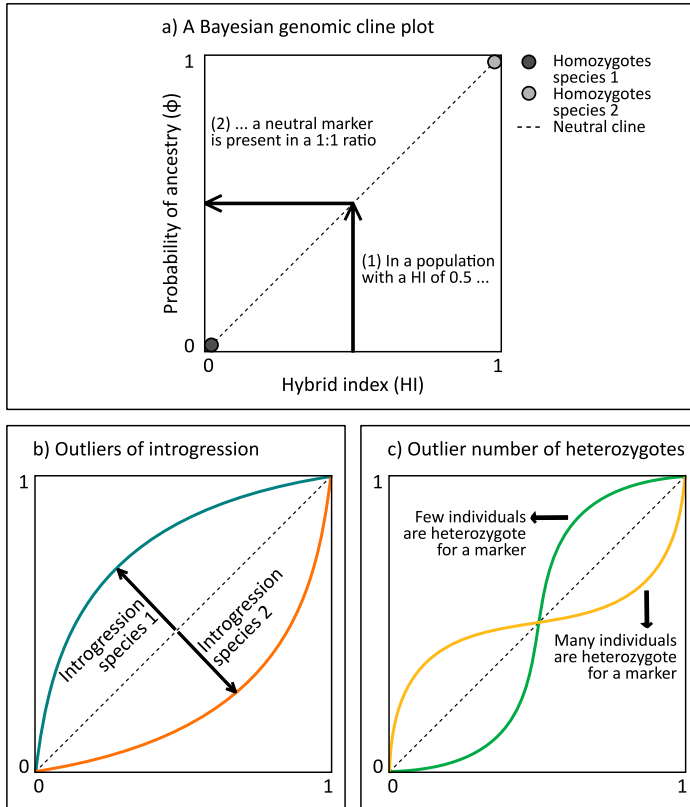 a) A Bayesian genomic cline plot
1
Probability of ancestry (ϕ)
(2) ... a neutral marker
is present in a 1:1 ratio
(1) In a population
with a HI of 0.5 ...
0
0
1
Hybrid index (HI)
Homozygotes
species 1
Homozygotes
species 2
Neutral cline
b) Outliers of introgression
1
Introgression
species 1
Introgression
species 2
0
0
1
c) Outlier number of heterozygotes
1
Few individuals
are heterozygote
for a marker
Many individuals
are heterozygote
for a marker
0
0
1